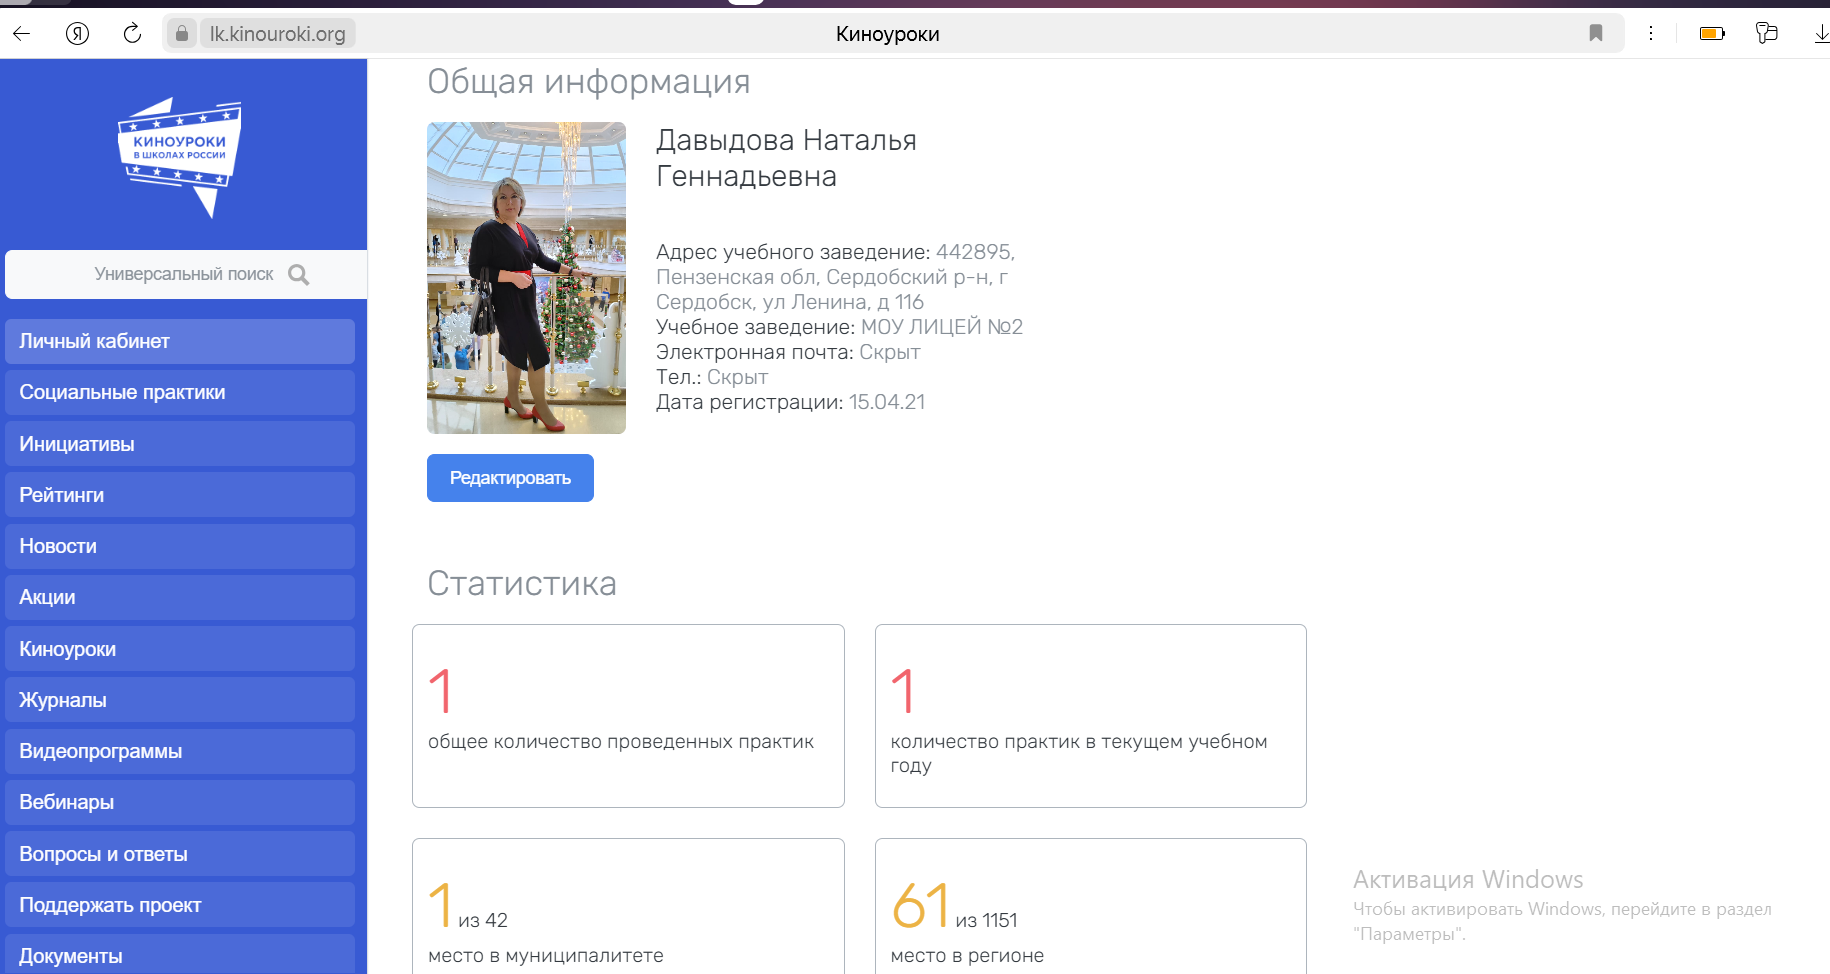 lk.kinouroki.org
Киноуроки
КИНОУРОКИ
В ШКОЛАХ РОССИИ
Универсальный поиск
Личный кабинет
Социальные практики
Инициативы
Рейтинги
Новости
Акции
Киноуроки
Журналы
Видеопрограммы
Вебинары
Вопросы и ответы
Поддержать проект
Документы
Общая информация
Давыдова Наталья
Геннадьевна
Адрес учебного заведение: 442895,
Пензенская обл, Сердобский р-н, г
Сердобск, ул Ленина, д 116
Учебное заведение: МОУ ЛИЦЕЙ №2
Электронная почта: Скрыт
Тел.: Скрыт
Дата регистрации: 15.04.21
Редактировать
Статистика
1
общее количество проведенных практик
1
количество практик в текущем учебном
году
1 из 42
место в муниципалитете
61 из 1151
место в регионе
Активация Windows
Чтобы активировать Windows, перейдите в раздел
"Параметры".